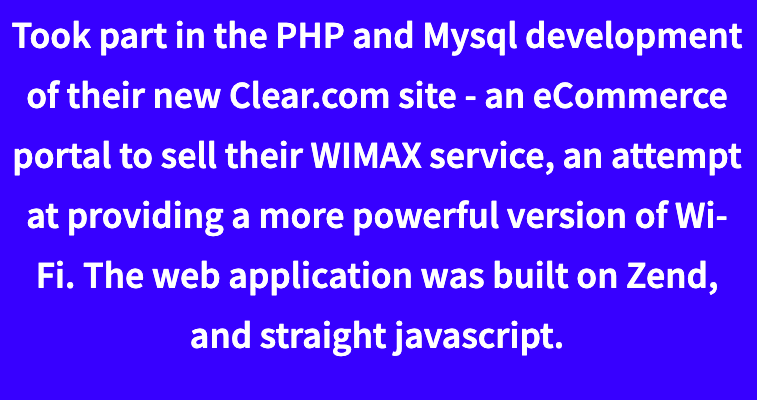 Took part in the PHP and Mysql development
of their new Clear.com site - an eCommerce
portal to sell their WIMAX service, an attempt
at providing a more powerful version of Wi-
Fi. The web application was built on Zend,
and straight javascript.